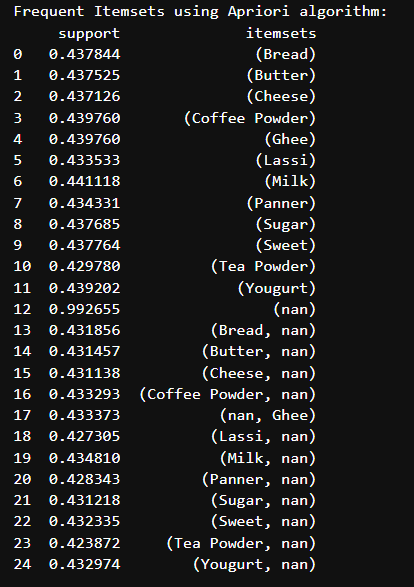 Frequent Itemsets using Apriori algorithm:
support itemsets
0 0.437844 (Bread)
1 0.437525 (Butter)
2 0.437126 (Cheese)
3 0.439760 (Coffee Powder)
4 0.439760 (Ghee)
5 0.433533 (Lassi)
6 0.441118 (Milk)
7 0.434331 (Panner)
8 0.437685 (Sugar)
9 0.437764 (Sweet)
10 0.429780 (Tea Powder)
11 0.439202 (Yougurt)
12 0.992655 (nan)
13 0.431856 (Bread, nan)
14 0.431457 (Butter, nan)
15 0.431138 (Cheese, nan)
16 0.433293 (Coffee Powder, nan)
17 0.433373 (nan, Ghee)
18 0.427305 (Lassi, nan)
19 0.434810 (Milk, nan)
20 0.428343 (Panner, nan)
21 0.431218 (Sugar, nan)
22 0.432335 (Sweet, nan)
23 0.423872 (Tea Powder, nan)
24 0.432974 (Yougurt, nan)